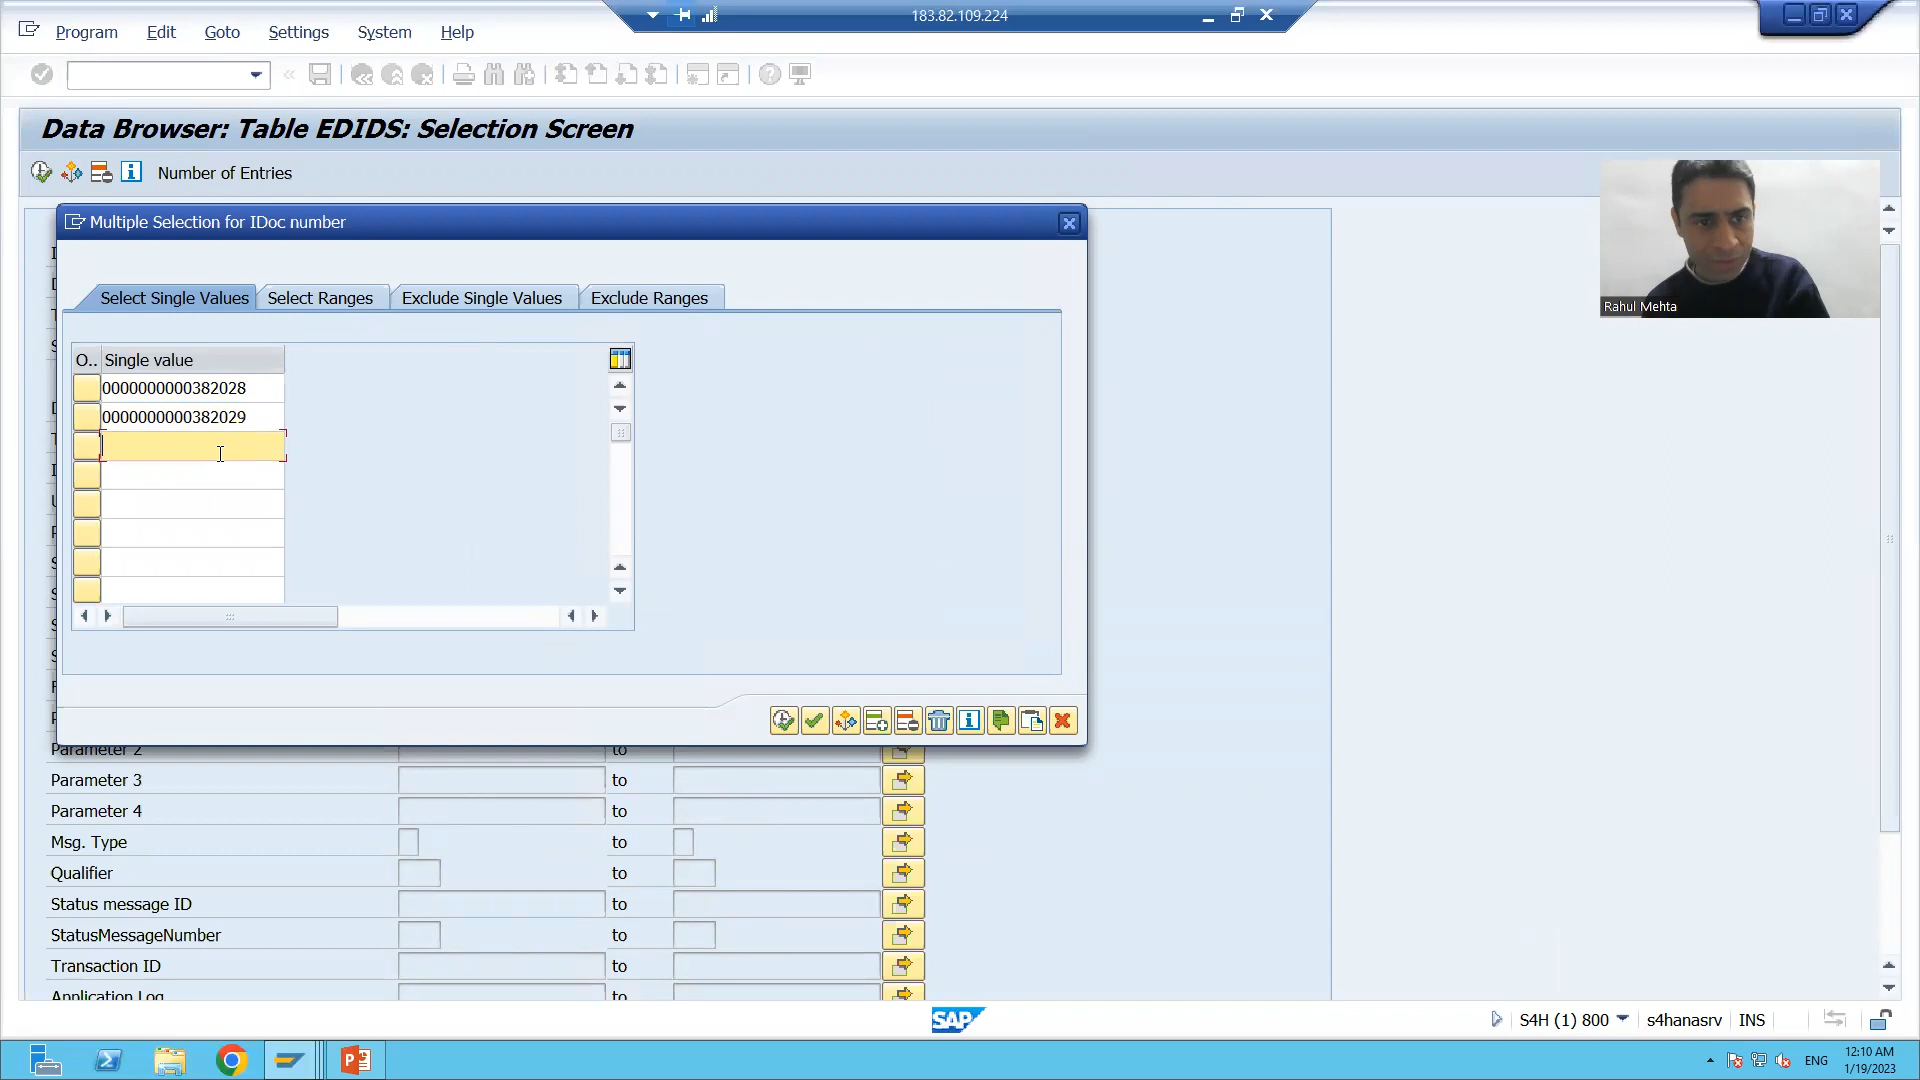 183.82.109.224
Program Edit Goto Settings System Help
Data Browser: Table EDIDS: Selection Screen
Number of Entries
Rahul Mehta
Multiple Selection for IDoc number
Select Single Values Select Ranges Exclude Single Values Exclude Ranges
O.. Single value
0000000000382028
0000000000382029
Parameter 2 to
Parameter 3 to
Parameter 4 to
Msg. Type to
Qualifier to
Status message ID to
StatusMessageNumber to
Transaction ID to
Application Log to
SAP
S4H (1) 800 s4hanasrv INS
ENG
12:10 AM
1/19/2023